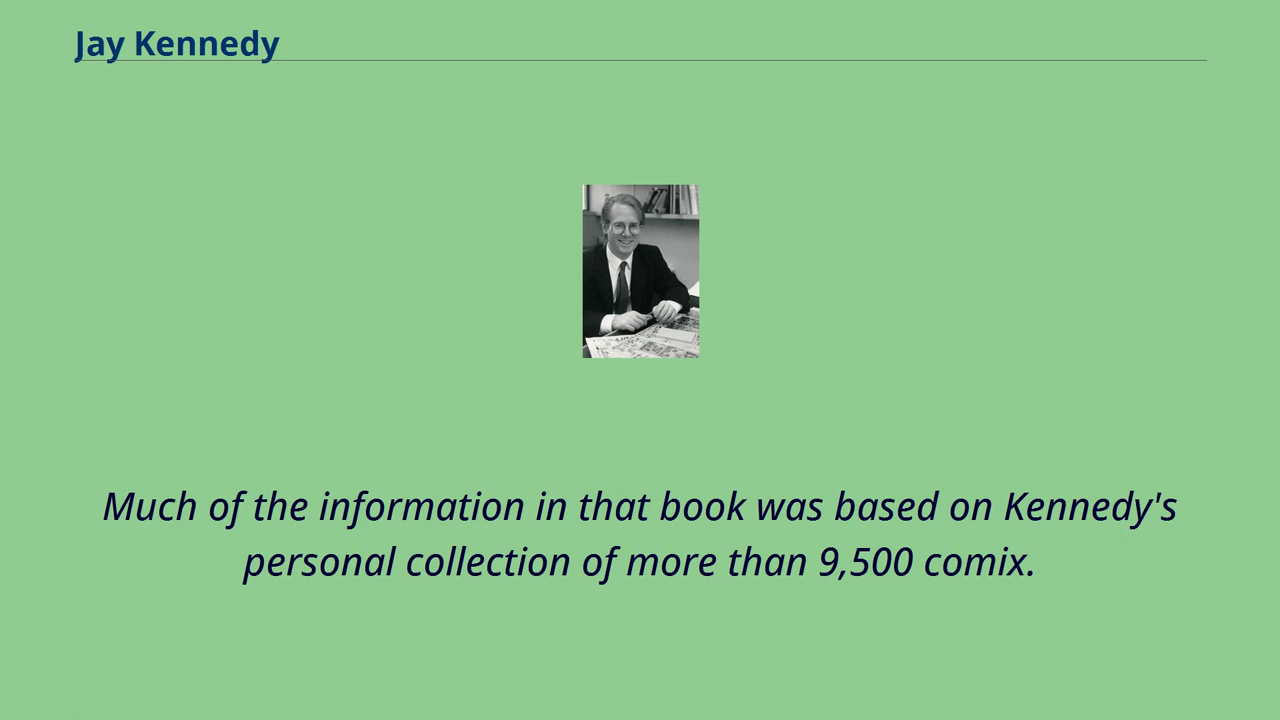 Jay Kennedy
Much of the information in that book was based on Kennedy's
personal collection of more than 9,500 comix.